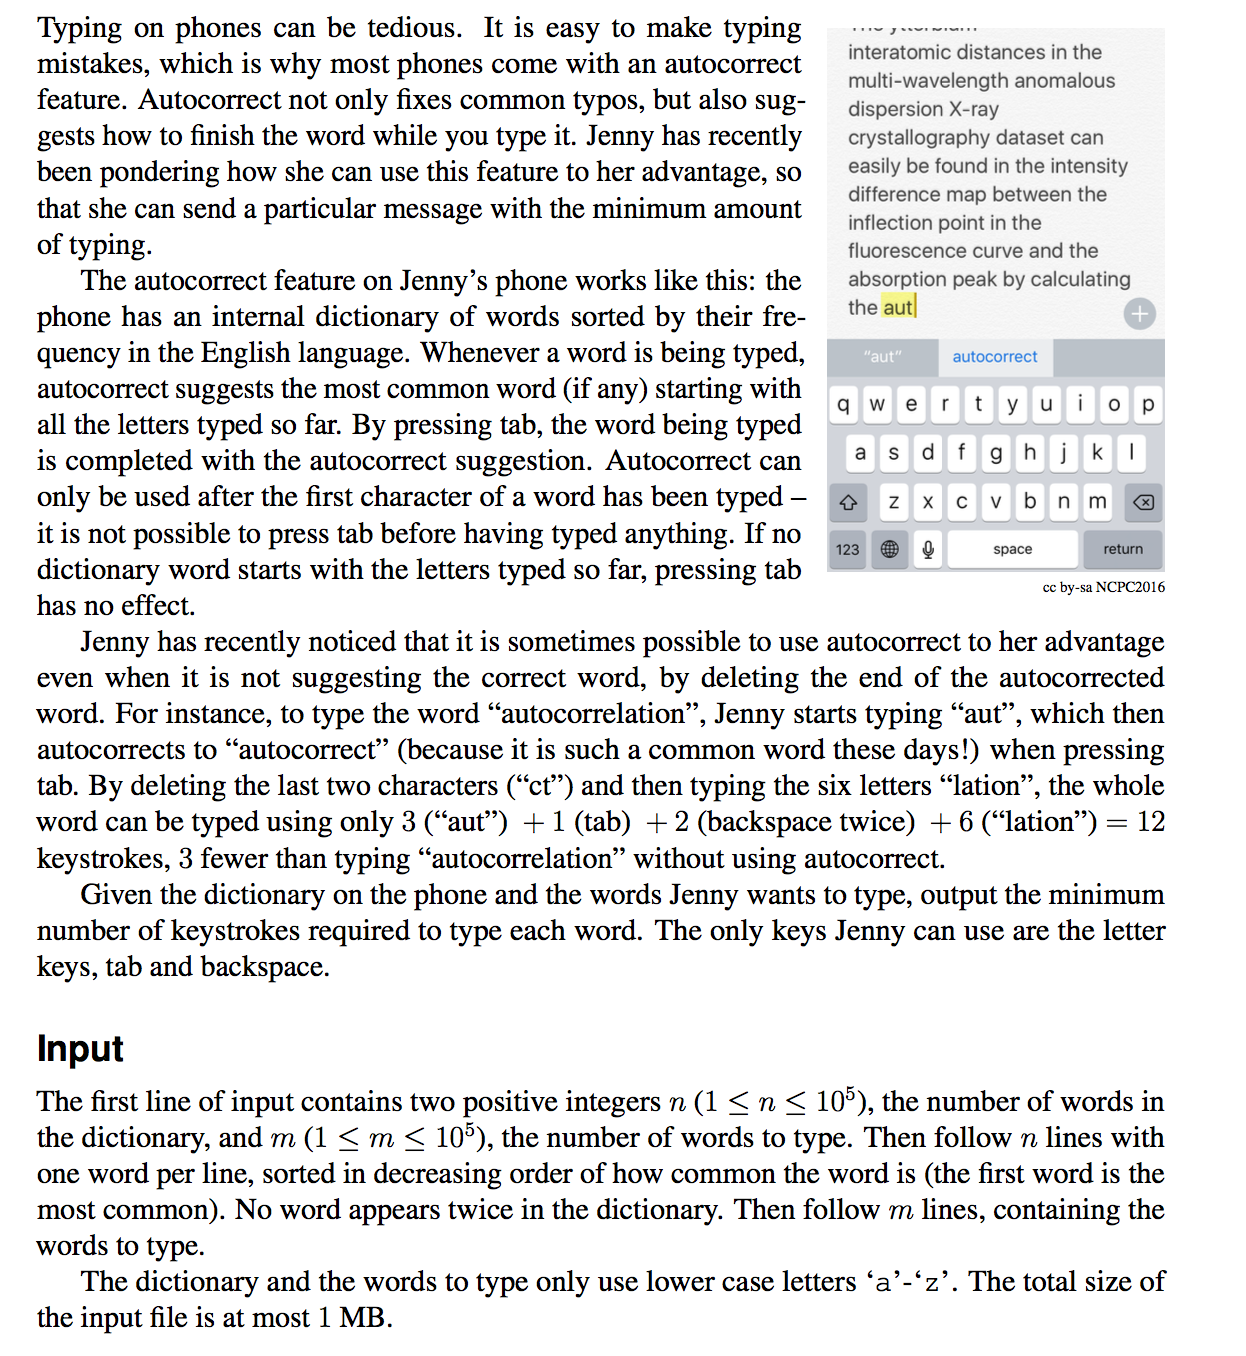 Typing on phones can be tedious. It is easy to make typing
mistakes, which is why most phones come with an autocorrect
feature. Autocorrect not only fixes common typos, but also sug-
gests how to finish the word while you type it. Jenny has recently
been pondering how she can use this feature to her advantage, so
that she can send a particular message with the minimum amount
of typing.
The autocorrect feature on Jenny's phone works like this: the
phone has an internal dictionary of words sorted by their fre-
quency in the English language. Whenever a word is being typed,
autocorrect suggests the most common word (if any) starting with
all the letters typed so far. By pressing tab, the word being typed
is completed with the autocorrect suggestion. Autocorrect can
only be used after the first character of a word has been typed –
it is not possible to press tab before having typed anything. If no
dictionary word starts with the letters typed so far, pressing tab
has no effect.
interatomic distances in the
multi-wavelength anomalous
dispersion X-ray
crystallography dataset can
easily be found in the intensity
difference map between the
inflection point in the
fluorescence curve and the
absorption peak by calculating
the aut
"aut" autocorrect
q w e r t y u i o p
a s d f g h j k l
z x c v b n m
123 space return
cc by-sa NCPC2016
Jenny has recently noticed that it is sometimes possible to use autocorrect to her advantage
even when it is not suggesting the correct word, by deleting the end of the autocorrected
word. For instance, to type the word “autocorrelation”, Jenny starts typing “aut”, which then
autocorrects to “autocorrect” (because it is such a common word these days!) when pressing
tab. By deleting the last two characters (“ct”) and then typing the six letters “lation”, the whole
word can be typed using only 3 (“aut”) + 1 (tab) + 2 (backspace twice) + 6 (“lation”) = 12
keystrokes, 3 fewer than typing “autocorrelation” without using autocorrect.
Given the dictionary on the phone and the words Jenny wants to type, output the minimum
number of keystrokes required to type each word. The only keys Jenny can use are the letter
keys, tab and backspace.
Input
The first line of input contains two positive integers n (1 ≤ n ≤ 10⁵), the number of words in
the dictionary, and m (1 ≤ m ≤ 10⁵), the number of words to type. Then follow n lines with
one word per line, sorted in decreasing order of how common the word is (the first word is the
most common). No word appears twice in the dictionary. Then follow m lines, containing the
words to type.
The dictionary and the words to type only use lower case letters ‘a’-‘z’. The total size of
the input file is at most 1 MB.